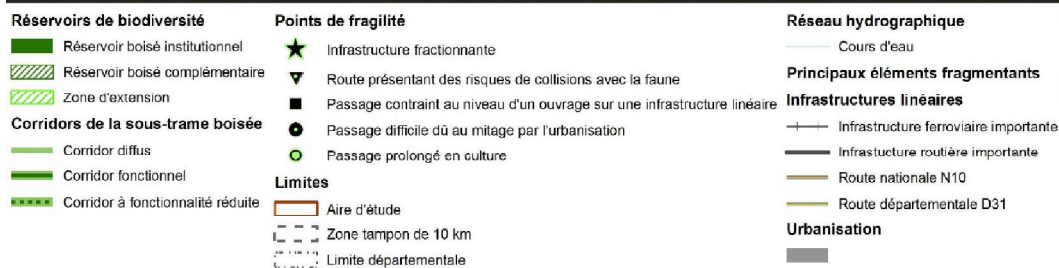 Réservoirs de biodiversité
Réservoir boisé institutionnel
Réservoir boisé complémentaire
Zone d'extension
Corridors de la sous-trame boisée
Corridor diffus
Corridor fonctionnel
Corridor à fonctionnalité réduite
Points de fragilité
Infrastructure fractionnante
Route présentant des risques de collisions avec la faune
Passage contraint au niveau d'un ouvrage sur une infrastructure linéaire
Passage difficile dû au mitage par l'urbanisation
Passage prolongé en culture
Limites
Aire d'étude
Zone tampon de 10 km
Limite départementale
Réseau hydrographique
Cours d'eau
Principaux éléments fragmentants
Infrastructures linéaires
Infrastructure ferroviaire importante
Infrastucture routière importante
Route nationale N10
Route départementale D31
Urbanisation